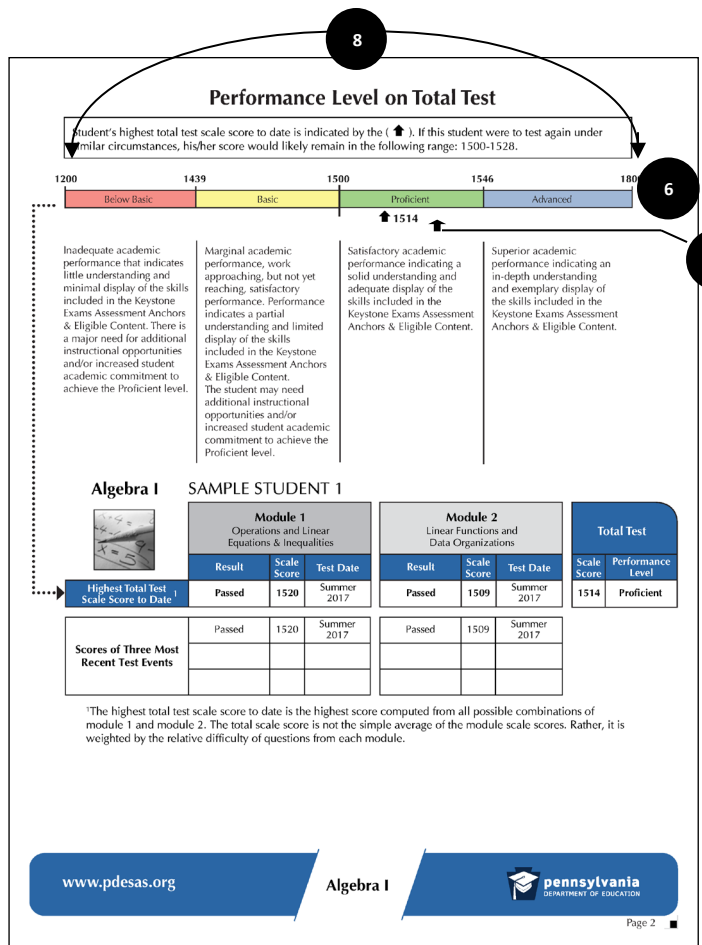 8
Performance Level on Total Test
Student's highest total test scale score to date is indicated by the ( ). If this student were to test again under
similar circumstances, his/her score would likely remain in the following range: 1500-1528.
1200 1439 1500 1546 1800
6
Below Basic Basic Proficient Advanced
1514
Inadequate academic
performance that indicates
little understanding and
minimal display of the skills
included in the Keystone
Exams Assessment Anchors
& Eligible Content. There is
a major need for additional
instructional opportunities
and/or increased student
academic commitment to
achieve the Proficient level.
Marginal academic
performance, work
approaching, but not yet
reaching, satisfactory
performance. Performance
indicates a partial
understanding and limited
display of the skills
included in the Keystone
Exams Assessment Anchors
& Eligible Content.
The student may need
additional instructional
opportunities and/or
increased student academic
commitment to achieve the
Proficient level.
Satisfactory academic
performance indicating a
solid understanding and
adequate display of the
skills included in the
Keystone Exams Assessment
Anchors & Eligible Content.
Superior academic
performance indicating an
in-depth understanding
and exemplary display of
the skills included in the
Keystone Exams Assessment
Anchors & Eligible Content.
Algebra I SAMPLE STUDENT 1
Module 1
Operations and Linear
Equations & Inequalities
Module 2
Linear Functions and
Data Organizations
Total Test
Result Scale Score Test Date Result Scale Score Test Date Scale Score Performance Level
Highest Total Test
Scale Score to Date 1
Passed 1520 Summer 2017 Passed 1509 Summer 2017 1514 Proficient
Scores of Three Most
Recent Test Events
Passed 1520 Summer 2017 Passed 1509 Summer 2017
1The highest total test scale score to date is the highest score computed from all possible combinations of
module 1 and module 2. The total scale score is not the simple average of the module scale scores. Rather, it is
weighted by the relative difficulty of questions from each module.
www.pdesas.org
Algebra I
pennsylvania
DEPARTMENT OF EDUCATION
Page 2